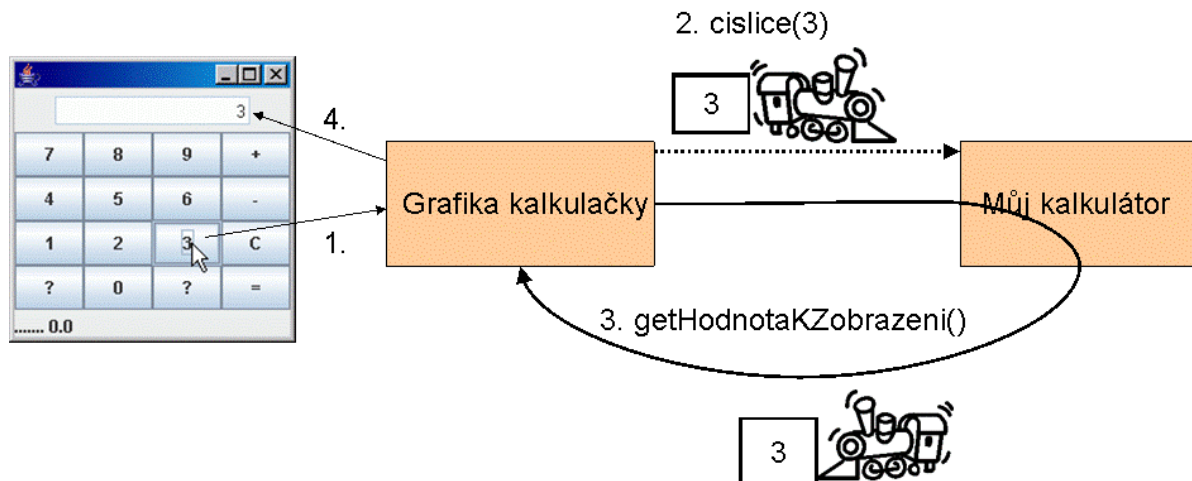 2. cislice(3)
3
3
4.
7 8 9 +
4 5 6 -
1 2 3 C
? 0 ? =
....... 0.0
1.
Grafika kalkulačky
Můj kalkulátor
3. getHodnotaKZobrazeni()
3